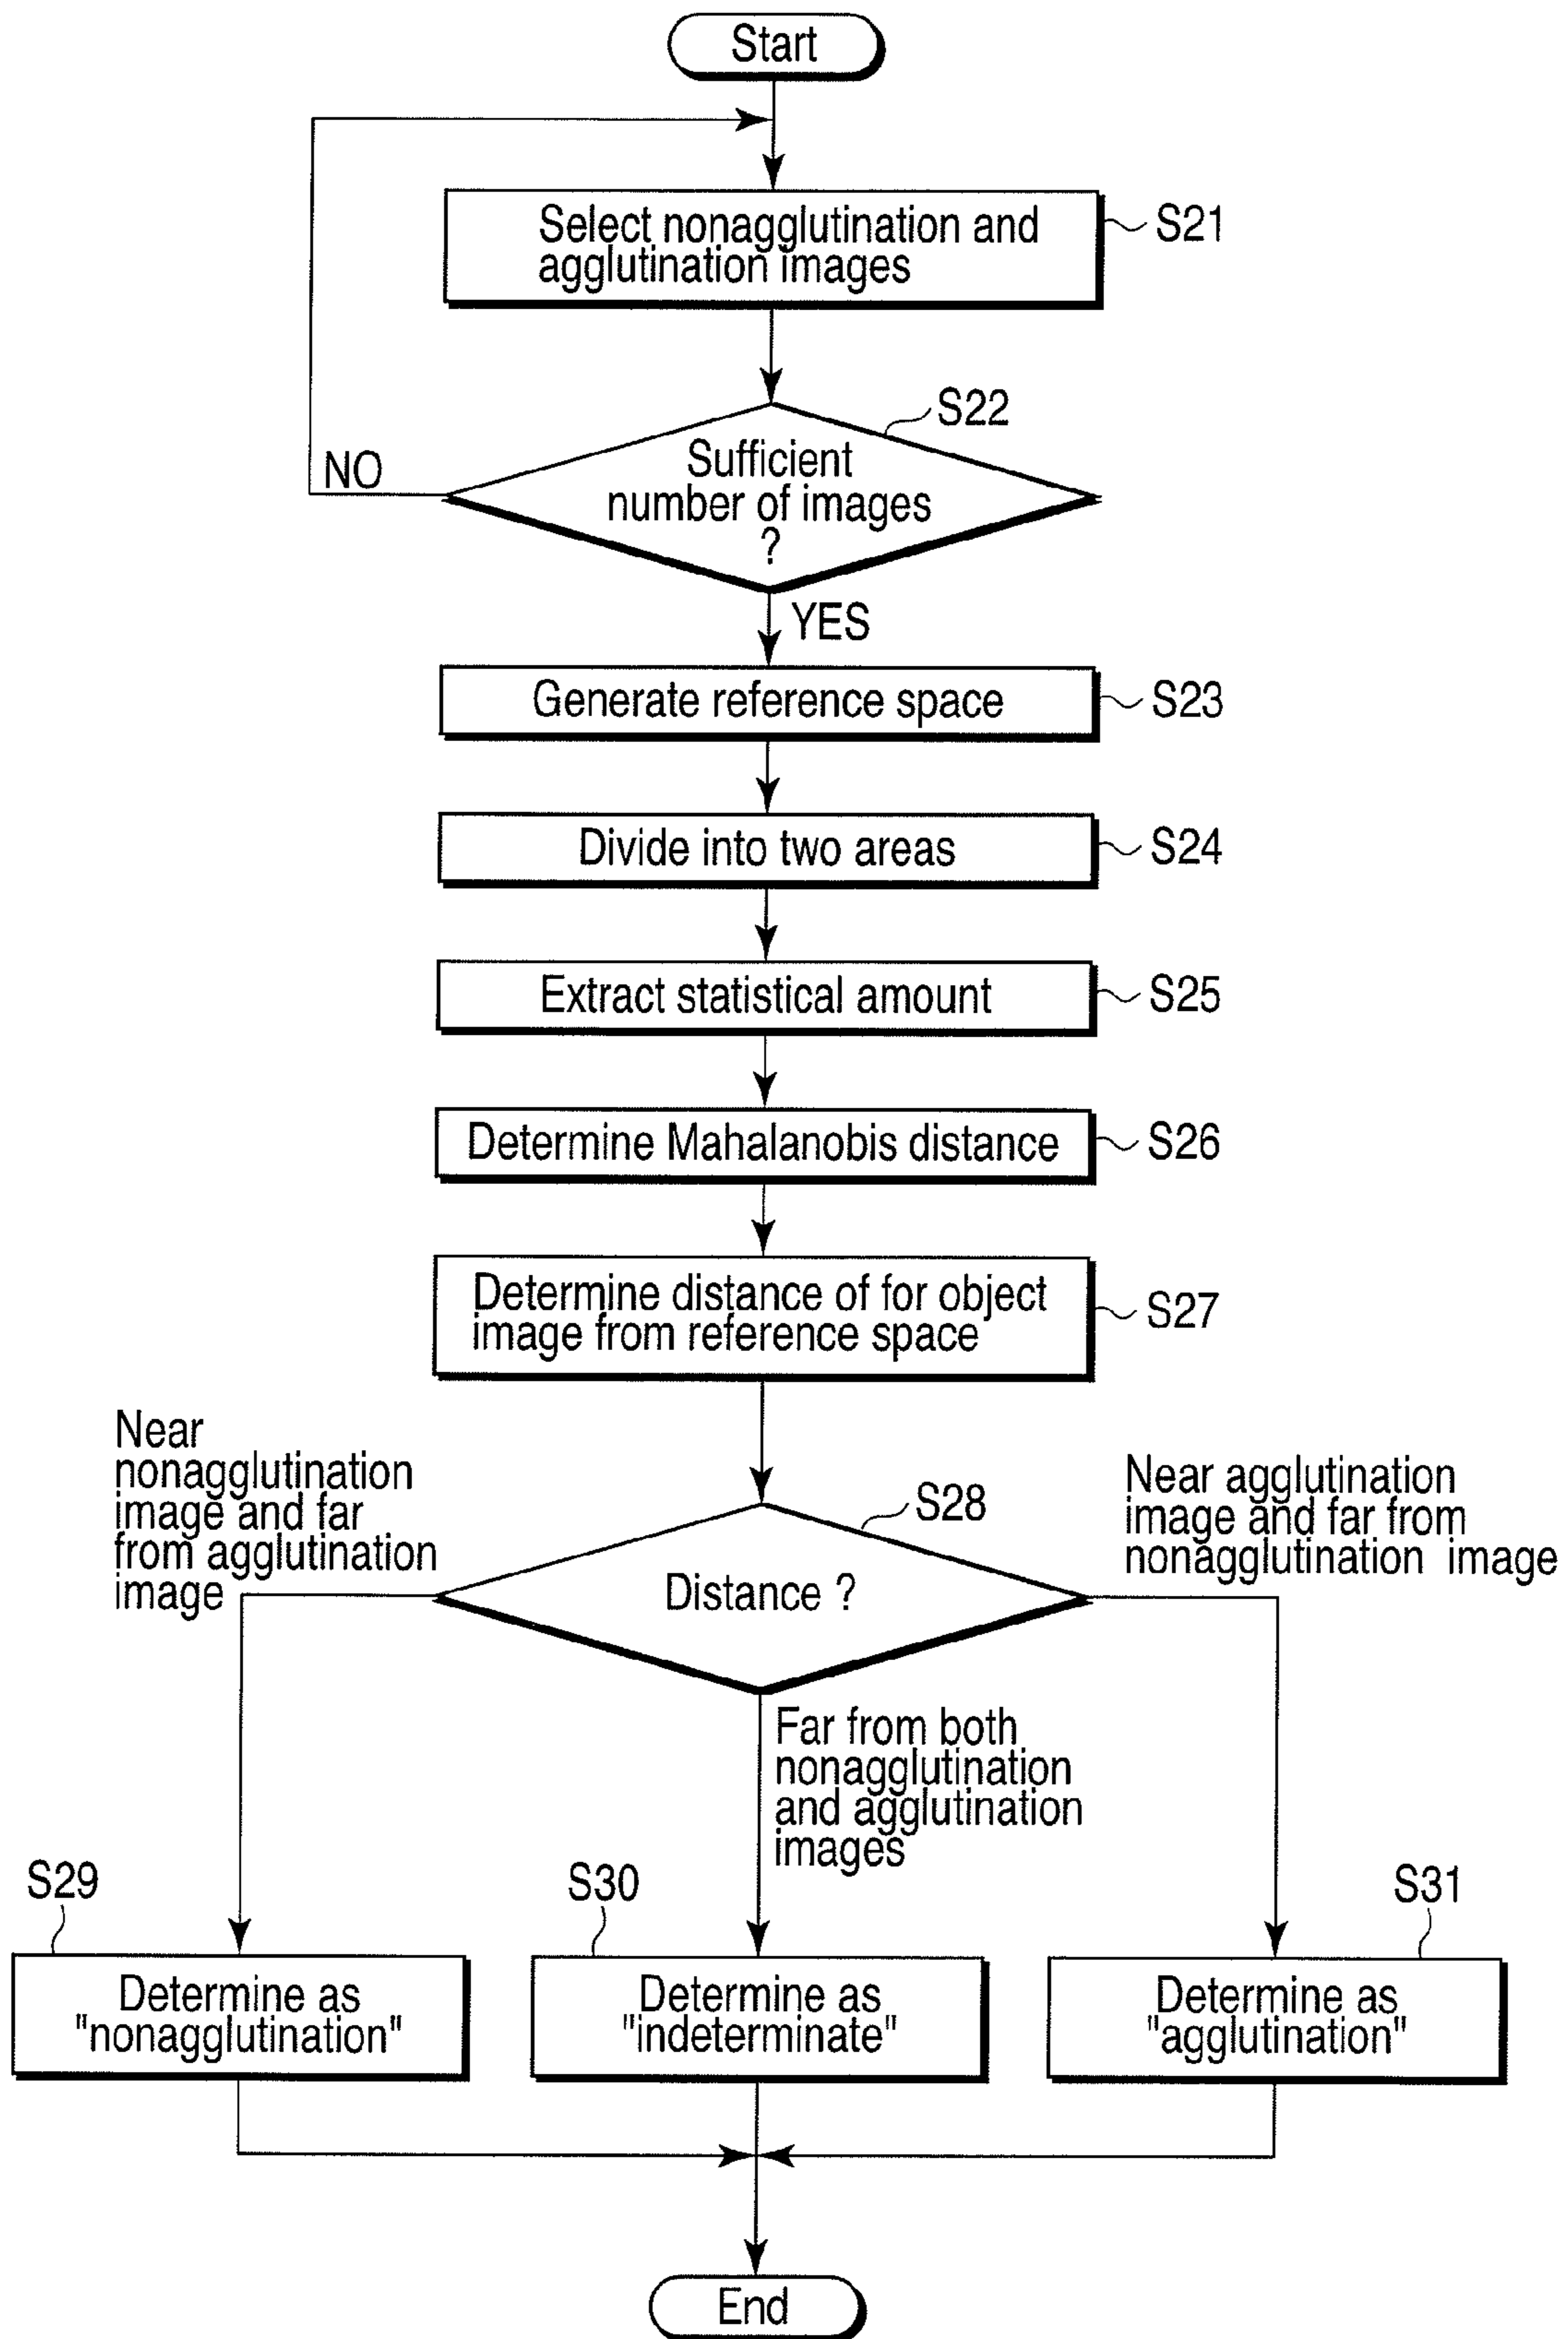 Start
Select nonagglutination and
agglutination images
S21
S22
Sufficient
number of images
?
NO
YES
Generate reference space
S23
Divide into two areas
S24
Extract statistical amount
S25
Determine Mahalanobis distance
S26
Determine distance of for object
image from reference space
S27
Near
nonagglutination
image and far
from agglutination
image
S28
Distance ?
Near agglutination
image and far from
nonagglutination image
Far from both
nonagglutination
and agglutination
images
S29
Determine as
"nonagglutination"
S30
Determine as
"indeterminate"
S31
Determine as
"agglutination"
End